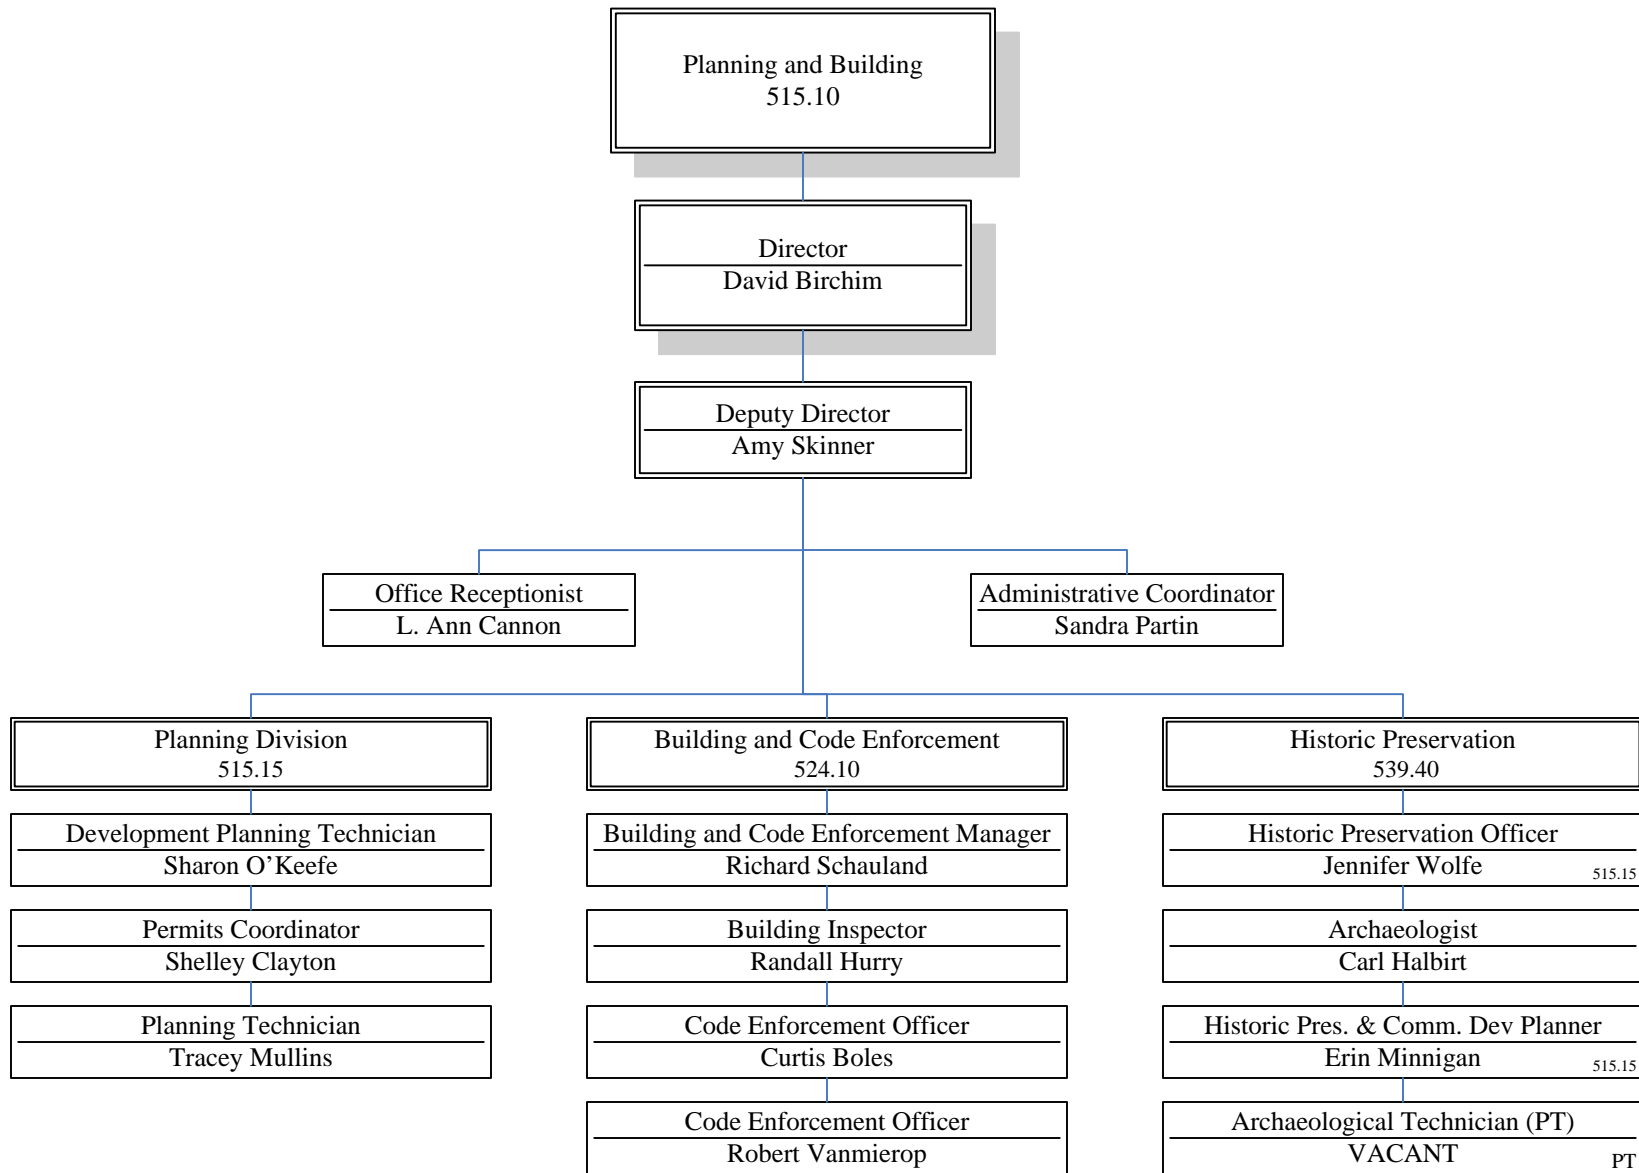 Planning and Building
515.10
Director
David Birchim
Deputy Director
Amy Skinner
Office Receptionist
L. Ann Cannon
Administrative Coordinator
Sandra Partin
Planning Division
515.15
Development Planning Technician
Sharon O’Keefe
Permits Coordinator
Shelley Clayton
Planning Technician
Tracey Mullins
Building and Code Enforcement
524.10
Building and Code Enforcement Manager
Richard Schauland
Building Inspector
Randall Hurry
Code Enforcement Officer
Curtis Boles
Code Enforcement Officer
Robert Vanmierop
Historic Preservation
539.40
Historic Preservation Officer
Jennifer Wolfe 515.15
Archaeologist
Carl Halbirt
Historic Pres. & Comm. Dev Planner
Erin Minnigan 515.15
Archaeological Technician (PT)
VACANT PT